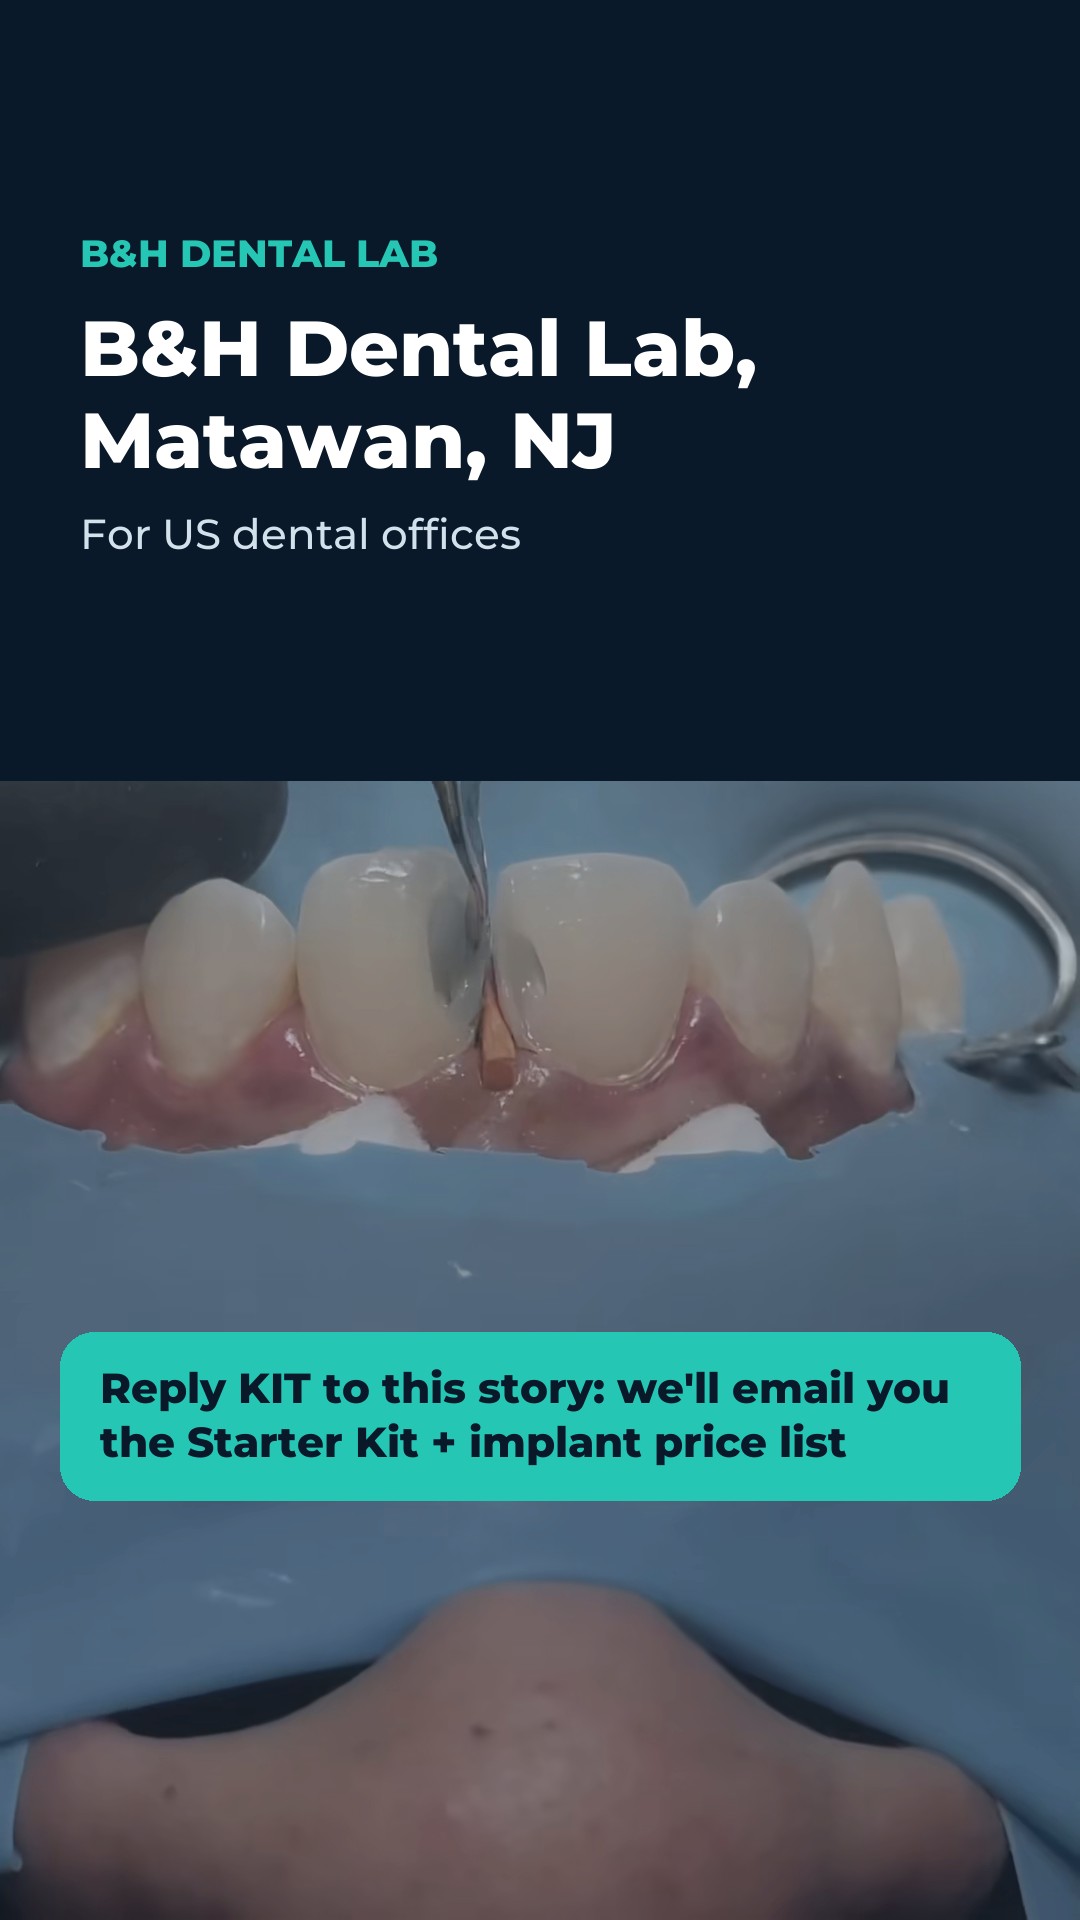 B&H DENTAL LAB
B&H Dental Lab,
Matawan, NJ
For US dental offices
Reply KIT to this story: we'll email you
the Starter Kit + implant price list